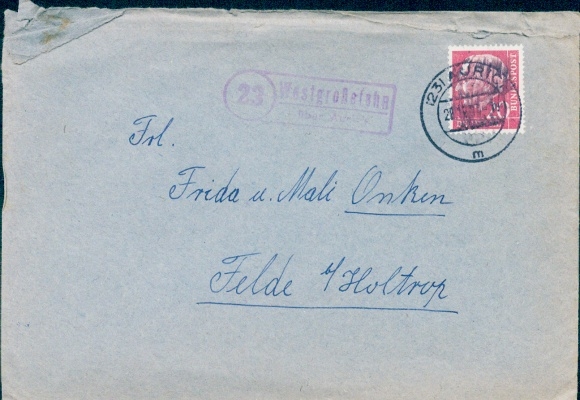 23 Westgroßefehn
(23) AURICH
BUNDESPOST
m
Frl.
Frida u. Mali Onken
Felde b/Holtrop